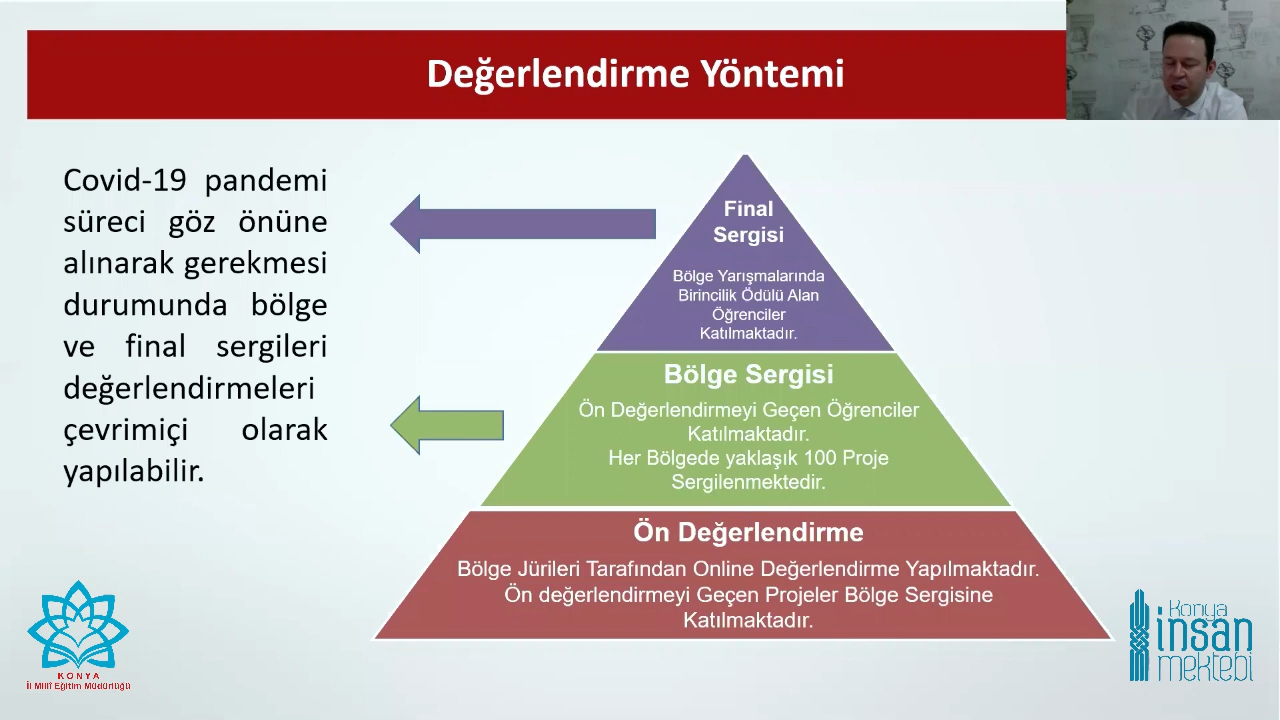 Değerlendirme Yöntemi
Covid-19 pandemi
süreci göz önüne
alınarak gerekmesi
durumunda bölge
ve final sergileri
değerlendirmeleri
çevrimiçi olarak
yapılabilir.
Final
Sergisi
Bölge Yarışmalarında
Birincilik Ödülü Alan
Öğrenciler
Katılmaktadır.
Bölge Sergisi
Ön Değerlendirmeyi Geçen Öğrenciler
Katılmaktadır.
Her Bölgede yaklaşık 100 Proje
Sergilenmektedir.
Ön Değerlendirme
Bölge Jürileri Tarafından Online Değerlendirme Yapılmaktadır.
Ön değerlendirmeyi Geçen Projeler Bölge Sergisine
Katılmaktadır.
KONYA
İl Millî Eğitim Müdürlüğü
Konya
insan
mektebi